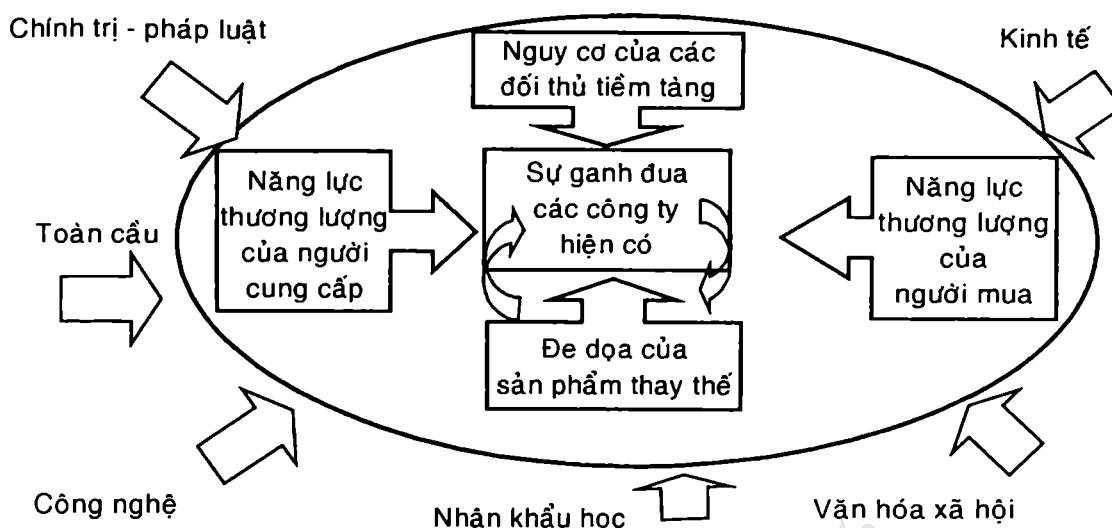 Chính trị - pháp luật
Kinh tế
Nguy cơ của các
đối thủ tiềm tàng
Năng lực
thương lượng
của người
cung cấp
Sự ganh đua
các công ty
hiện có
Năng lực
thương lượng
của
người mua
Toàn cầu
Đe dọa của
sản phẩm thay thế
Công nghệ
Nhân khẩu học
Văn hóa xã hội